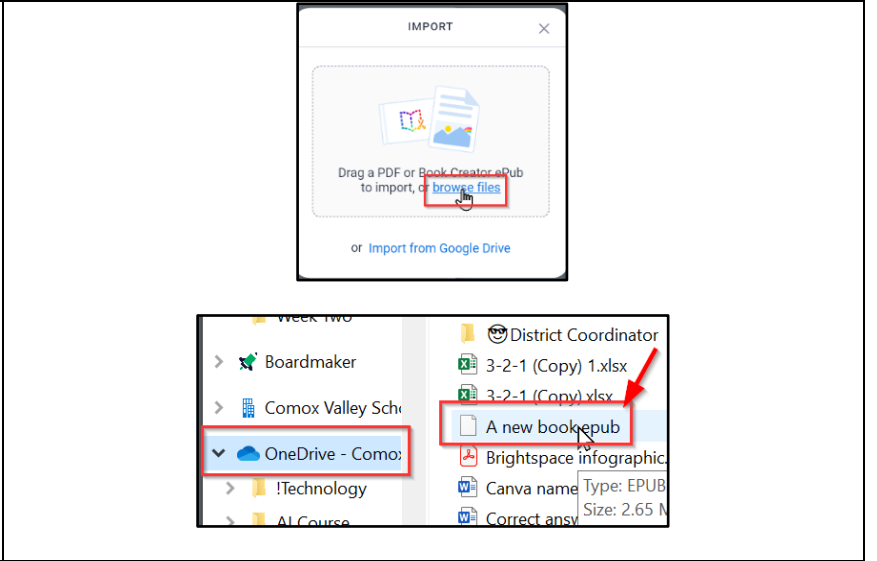 IMPORT
Drag a PDF or Book Creator ePub
to import, or browse files
or Import from Google Drive
Week Two
Boardmaker
Comox Valley Scho
OneDrive - Comox
!Technology
AI Course
District Coordinator
3-2-1 (Copy) 1.xlsx
3-2-1 (Copy).xlsx
A new book.epub
Brightspace infographic.
Canva name
Correct answ
Type: EPUB
Size: 2.65 M